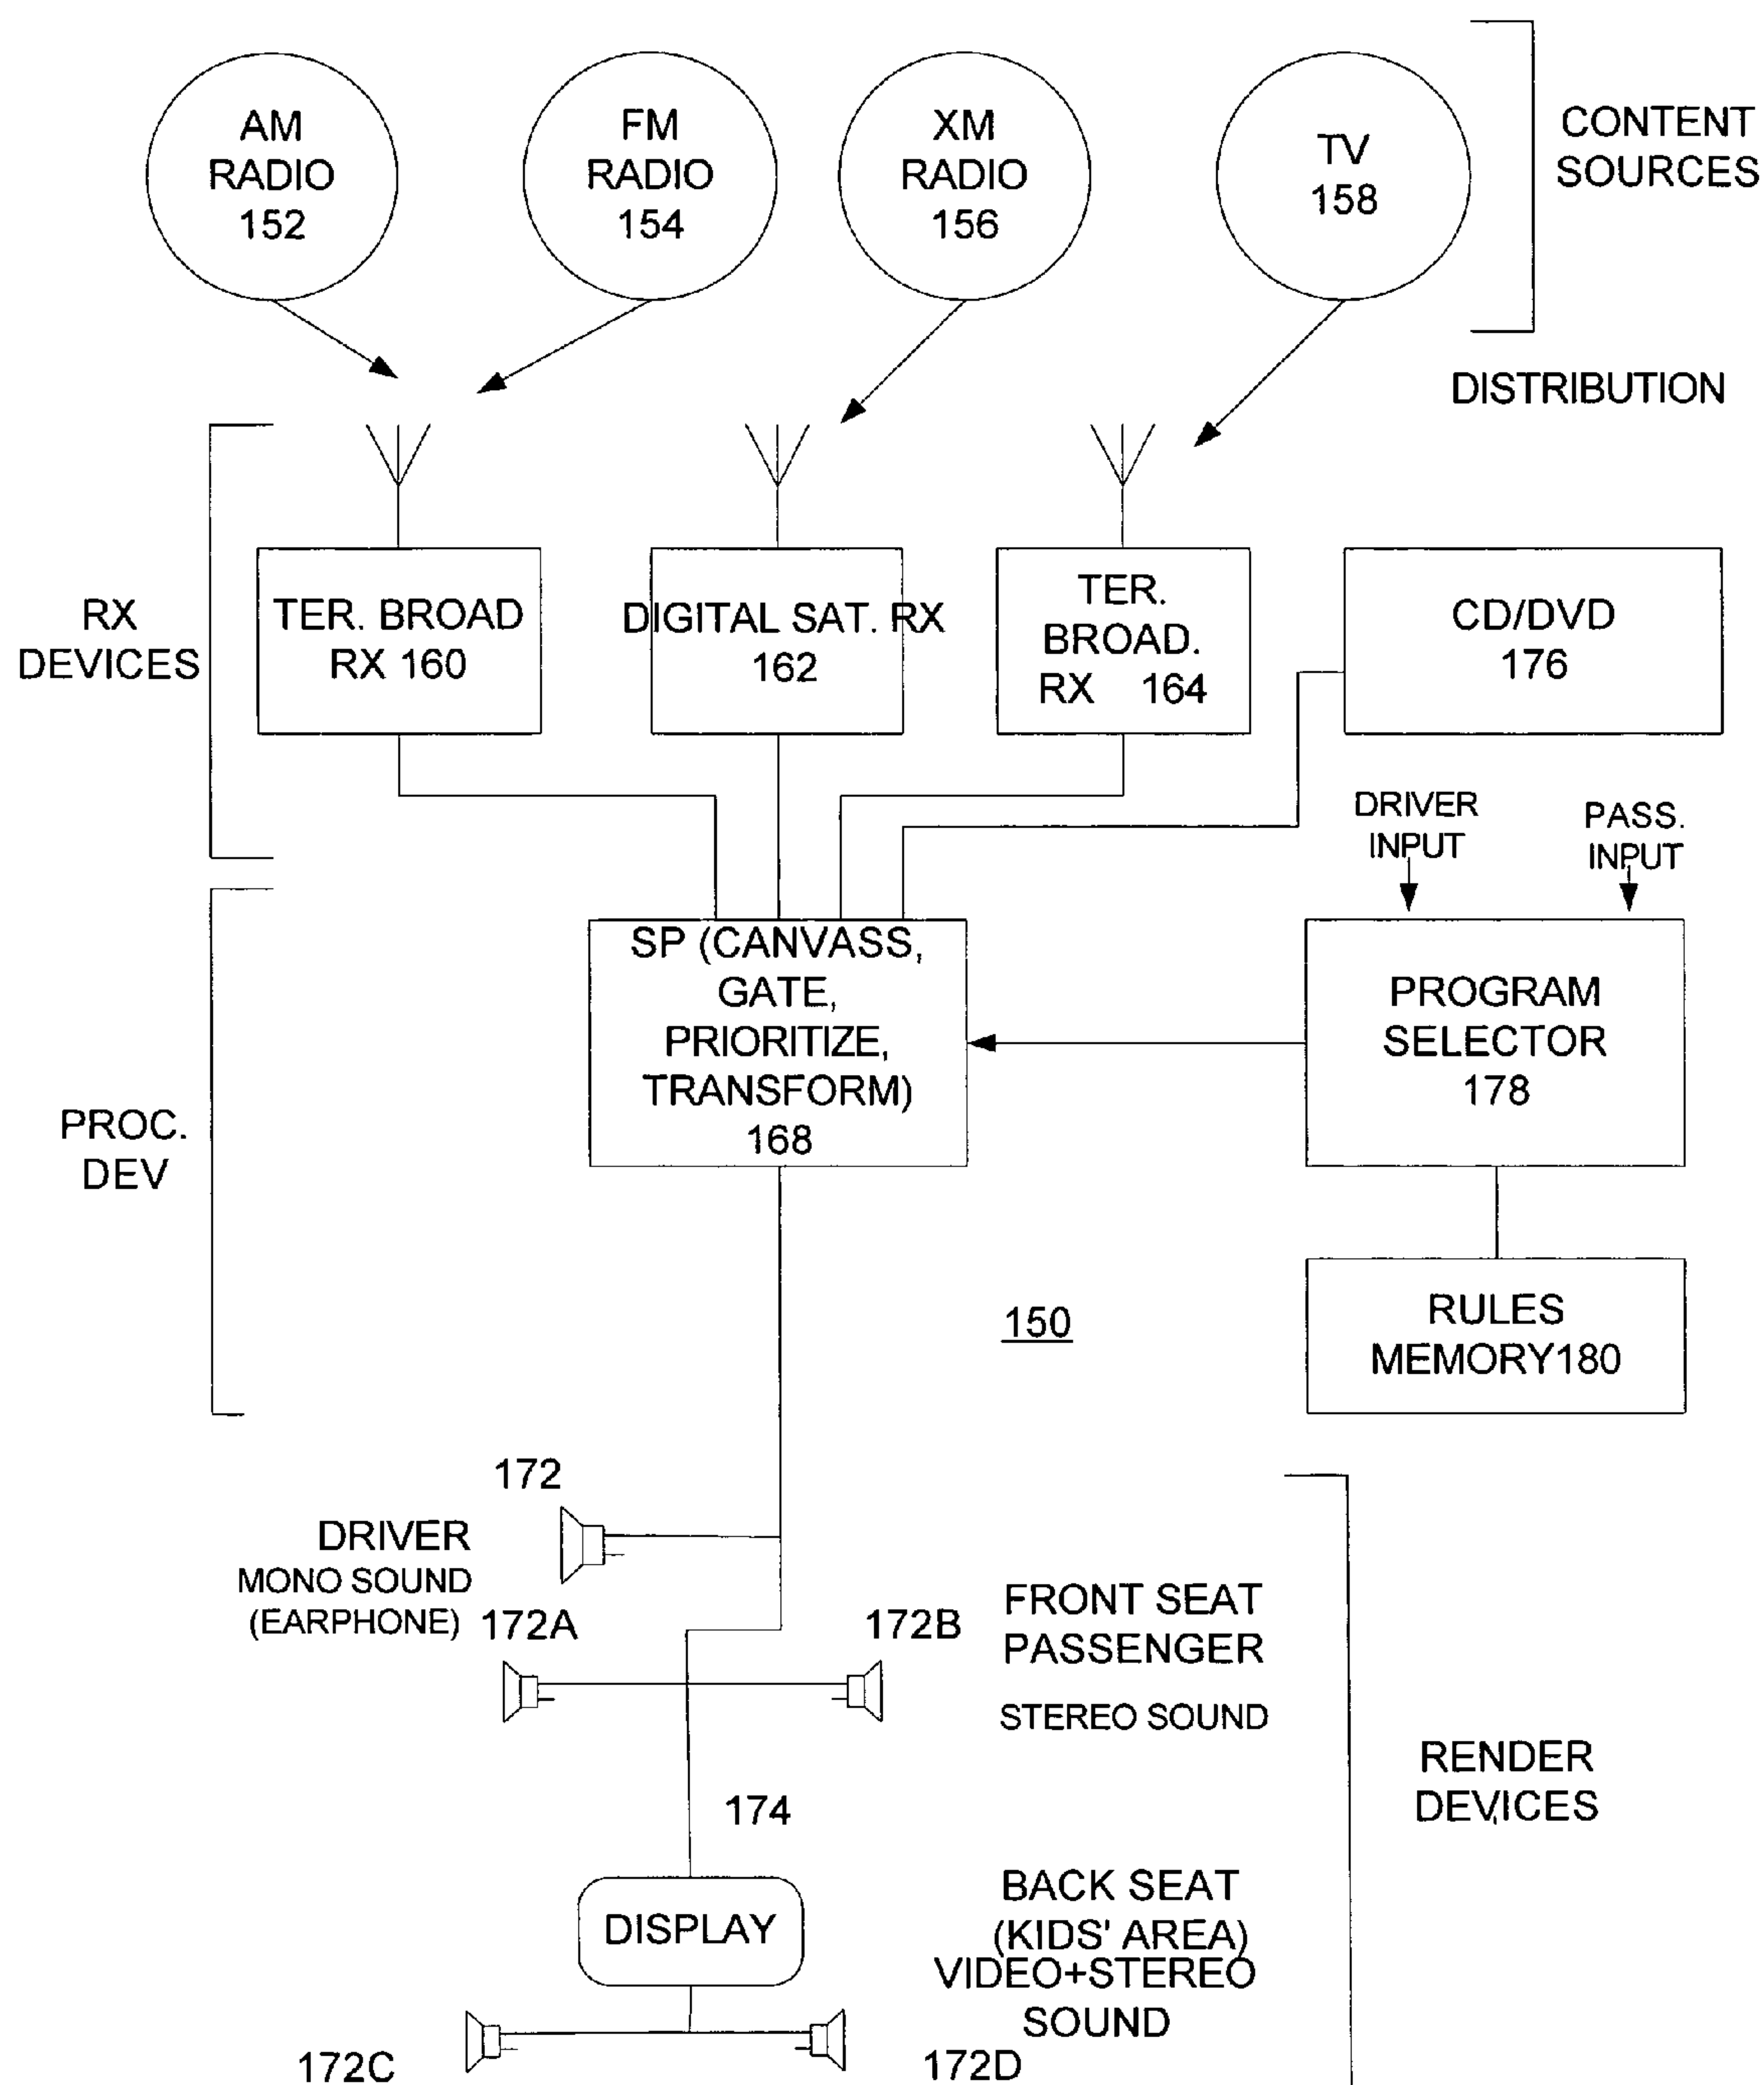 AM
RADIO
152
FM
RADIO
154
XM
RADIO
156
TV
158
CONTENT
SOURCES
DISTRIBUTION
RX
DEVICES
TER. BROAD
RX 160
DIGITAL SAT. RX
162
TER.
BROAD.
RX 164
CD/DVD
176
DRIVER
INPUT
PASS.
INPUT
PROC.
DEV
SP (CANVASS,
GATE,
PRIORITIZE,
TRANSFORM)
168
PROGRAM
SELECTOR
178
RULES
MEMORY180
150
172
DRIVER
MONO SOUND
(EARPHONE)
172A
172B
FRONT SEAT
PASSENGER
STEREO SOUND
RENDER
DEVICES
174
DISPLAY
BACK SEAT
(KIDS' AREA)
VIDEO+STEREO
SOUND
172C
172D